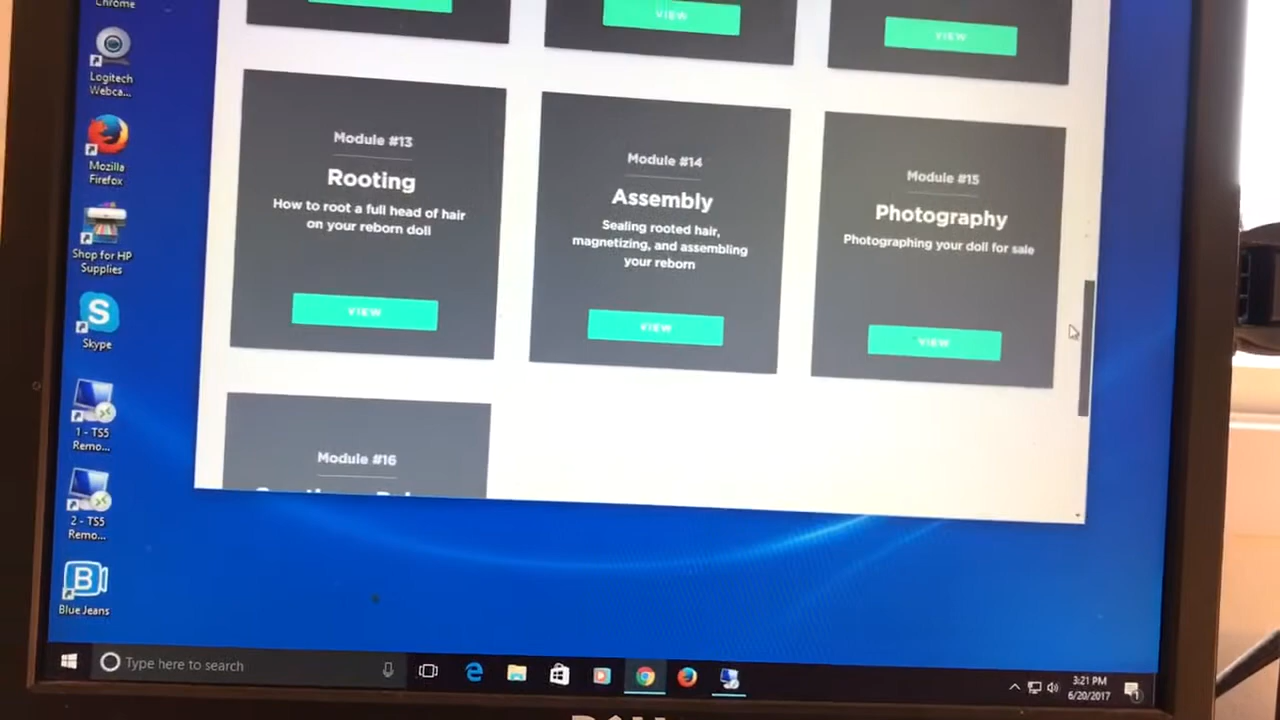 Chrome
Logitech
Webca...
Mozilla
Firefox
Shop for HP
Supplies
Skype
1 - TS5
Remo...
2 - TS5
Remo...
Blue Jeans
VIEW
VIEW
Module #13
Rooting
How to root a full head of hair
on your reborn doll
VIEW
Module #14
Assembly
Sealing rooted hair,
magnetizing, and assembling
your reborn
VIEW
Module #15
Photography
Photographing your doll for sale
VIEW
Module #16
Type here to search
3:21 PM
6/20/2017